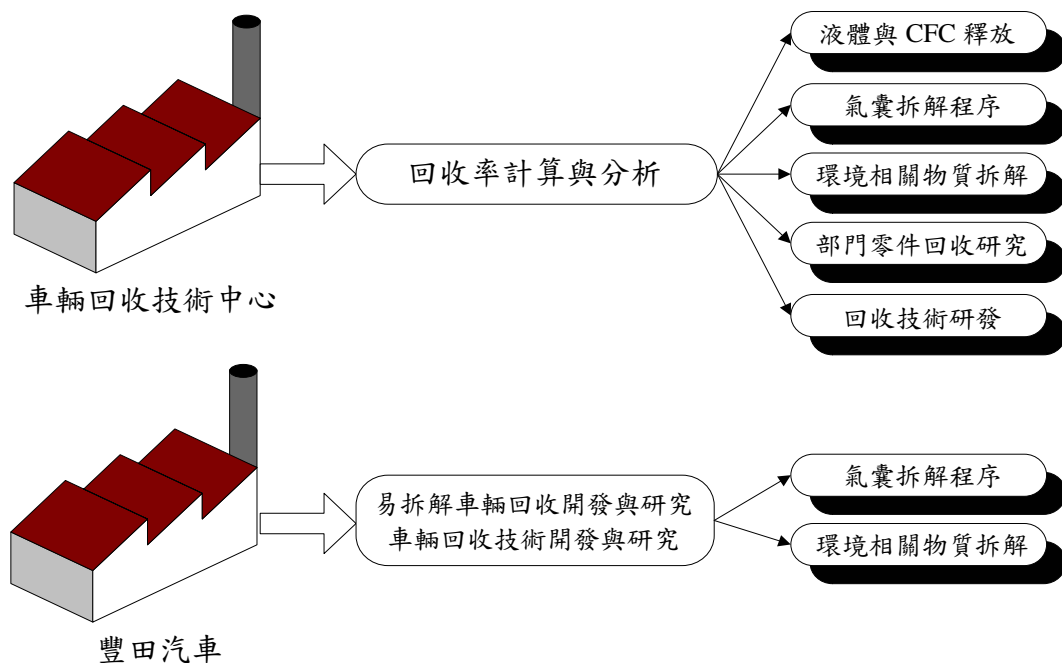 液體與 CFC 釋放
氣囊拆解程序
回收率計算與分析
環境相關物質拆解
部門零件回收研究
回收技術研發
車輛回收技術中心
易拆解車輛回收開發與研究
車輛回收技術開發與研究
氣囊拆解程序
環境相關物質拆解
豐田汽車